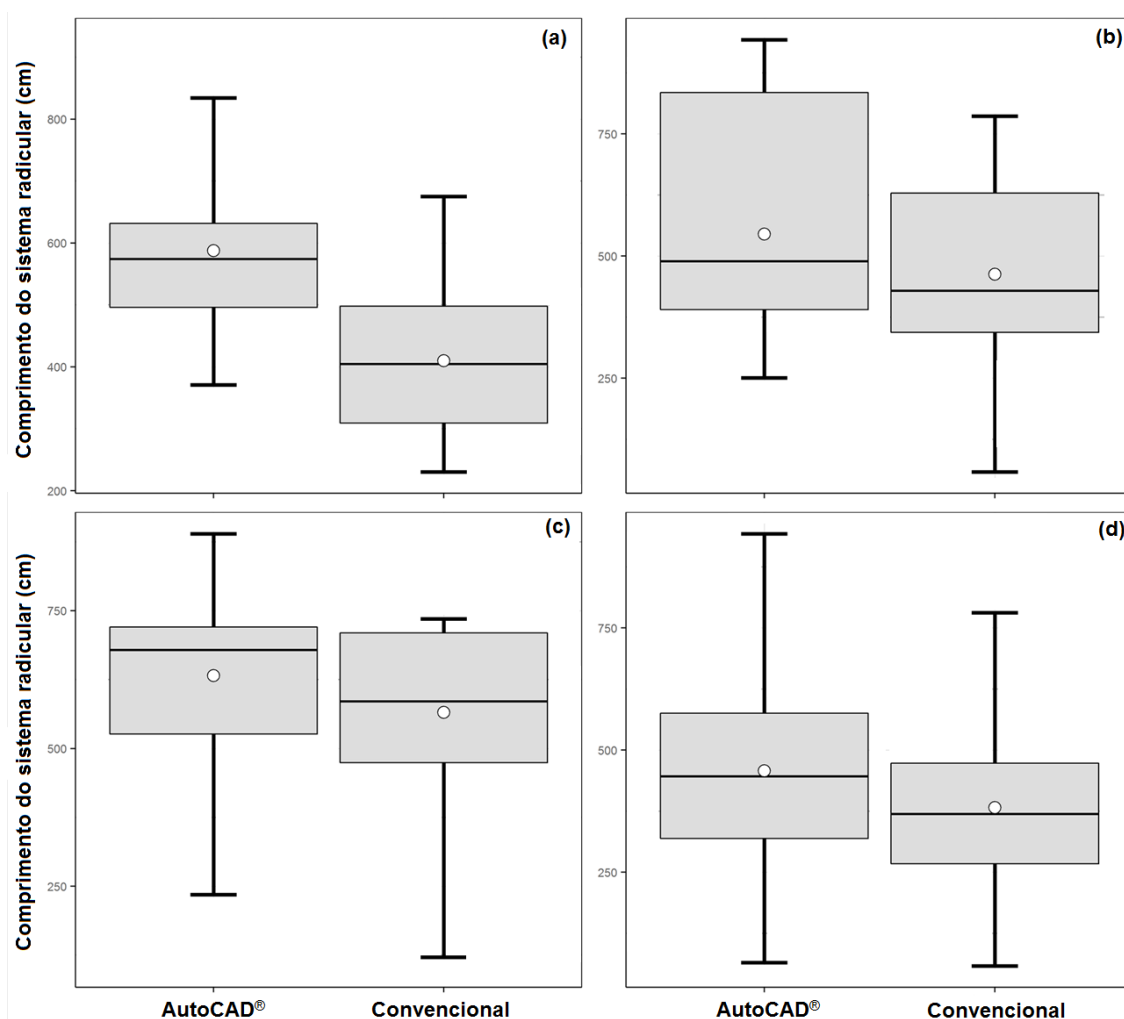 (a)
Comprimento do sistema radicular (cm)
800
600
400
200
(b)
750
500
250
(c)
Comprimento do sistema radicular (cm)
750
500
250
AutoCAD® Convencional
(d)
750
500
250
AutoCAD® Convencional